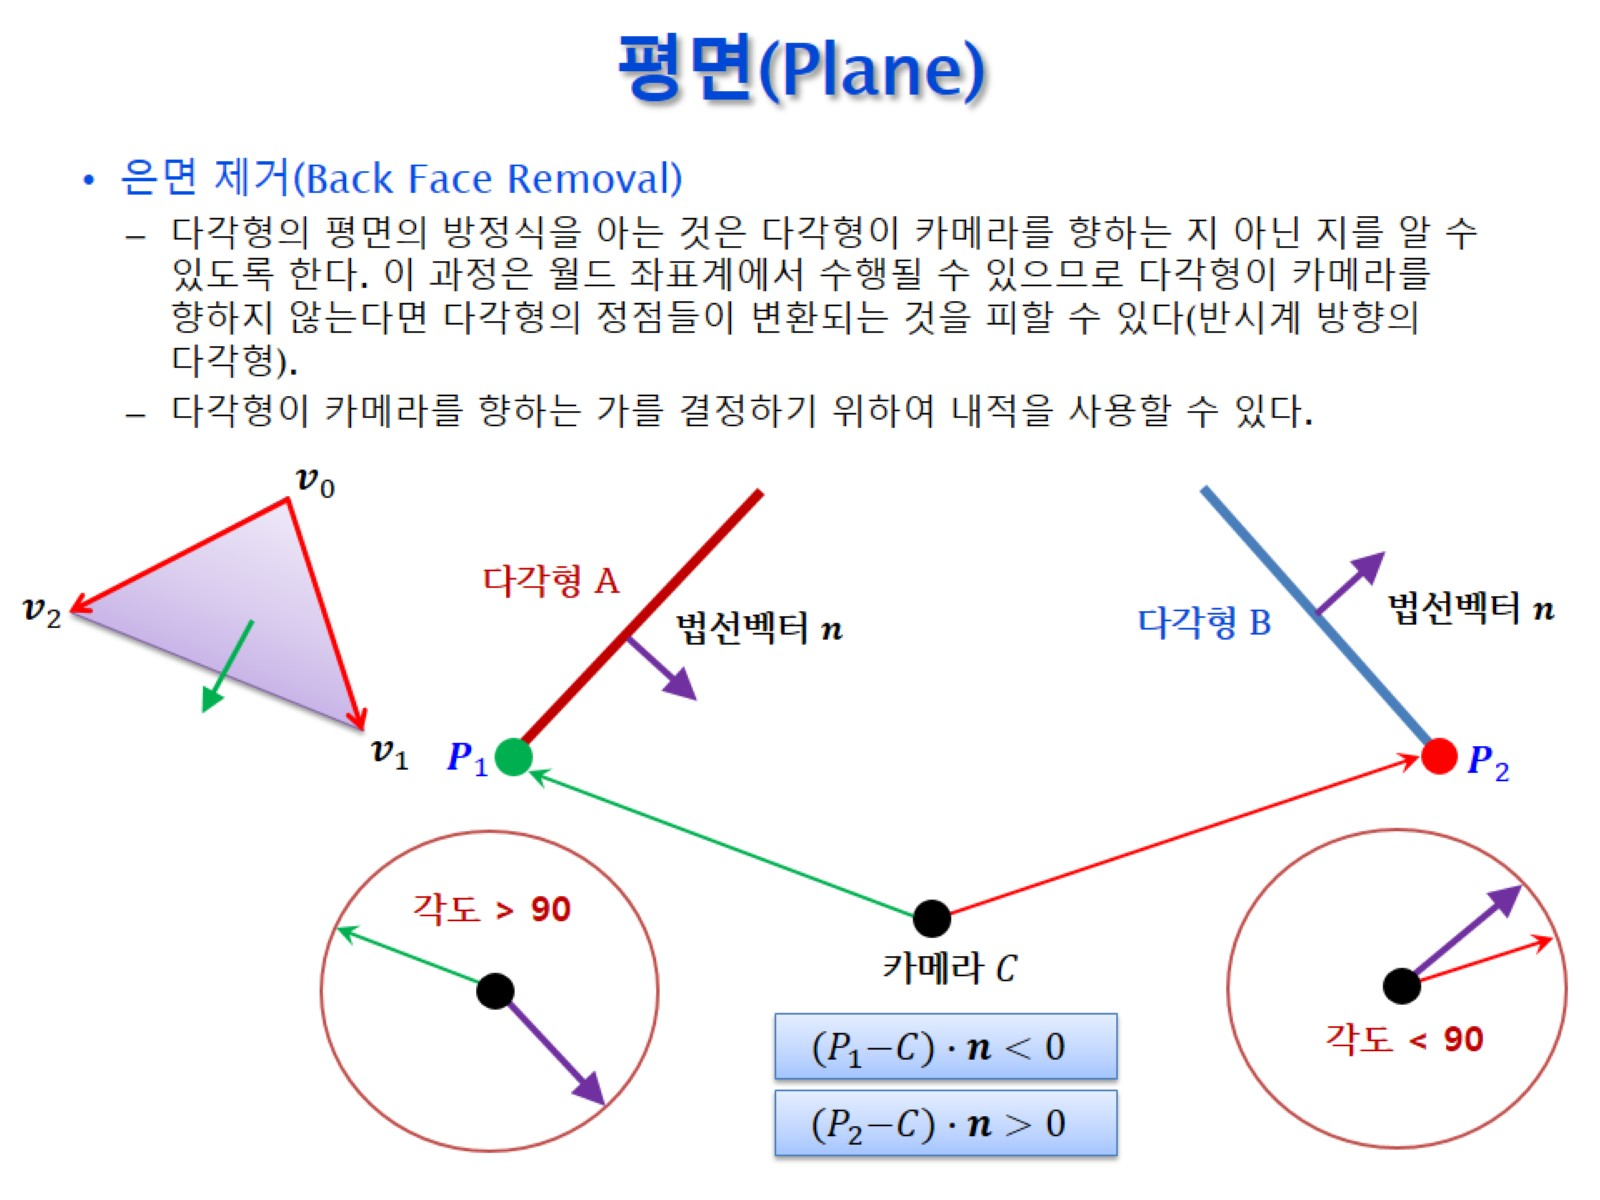 평면(Plane)
• 은면 제거(Back Face Removal)
– 다각형의 평면의 방정식을 아는 것은 다각형이 카메라를 향하는 지 아닌 지를 알 수
있도록 한다. 이 과정은 월드 좌표계에서 수행될 수 있으므로 다각형이 카메라를
향하지 않는다면 다각형의 정점들이 변환되는 것을 피할 수 있다(반시계 방향의
다각형).
– 다각형이 카메라를 향하는 가를 결정하기 위하여 내적을 사용할 수 있다.
v₀
v₂
v₁
다각형 A
법선벡터 n
P₁
다각형 B
법선벡터 n
P₂
각도 > 90
카메라 C
각도 < 90
(P₁−C) · n < 0
(P₂−C) · n > 0